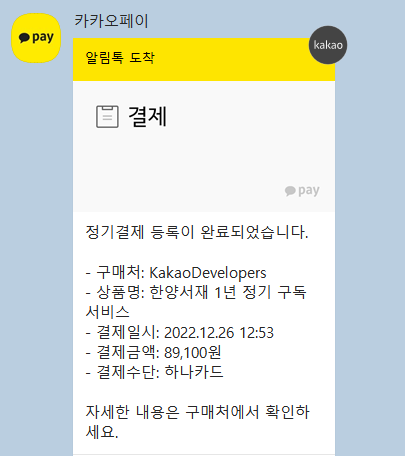 pay
카카오페이
알림톡 도착
kakao
결제
pay
정기결제 등록이 완료되었습니다.
- 구매처: KakaoDevelopers
- 상품명: 한양서재 1년 정기 구독
서비스
- 결제일시: 2022.12.26 12:53
- 결제금액: 89,100원
- 결제수단: 하나카드
자세한 내용은 구매처에서 확인하
세요.